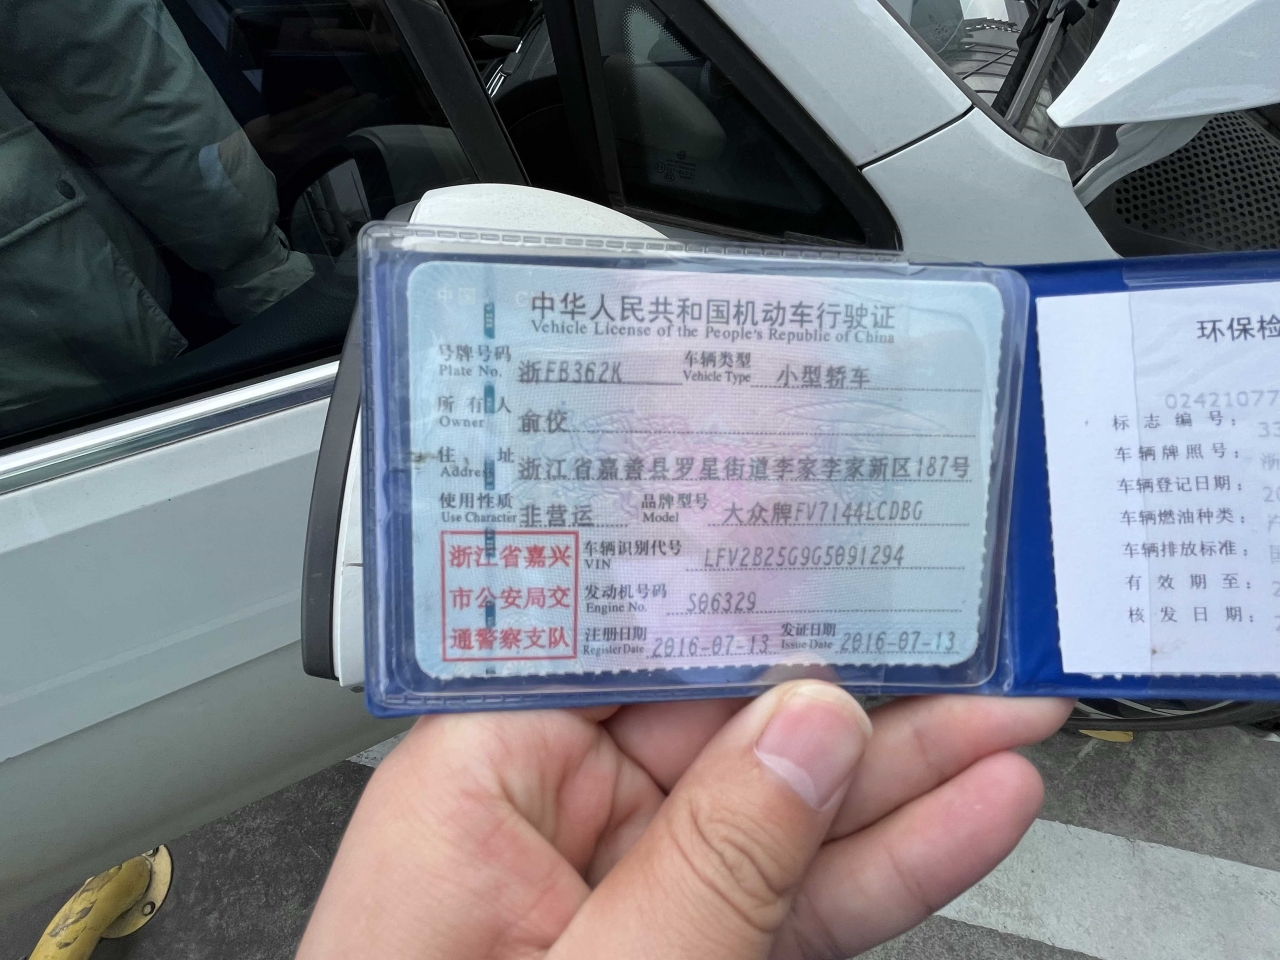 中华人民共和国机动车行驶证
Vehicle License of the People's Republic of China
号牌号码 浙FB362K 车辆类型 小型轿车
Plate No. Vehicle Type
所有人 俞佼
Owner
住址 浙江省嘉善县罗星街道李家李家新区187号
Address
使用性质 非营运 品牌型号 大众牌FV7144LCDBG
Use Character Model
浙江省嘉兴
市公安局交
通警察支队
车辆识别代号 LFV2B25G9G5091294
VIN
发动机号码 S06329
Engine No.
注册日期 2016-07-13 发证日期 2016-07-13
Register Date Issue Date
环保检
02421077
标志编号： 33
车辆牌照号： 浙
车辆登记日期： 20
车辆燃油种类：
车辆排放标准： 国
有效期至： 2
核发日期：